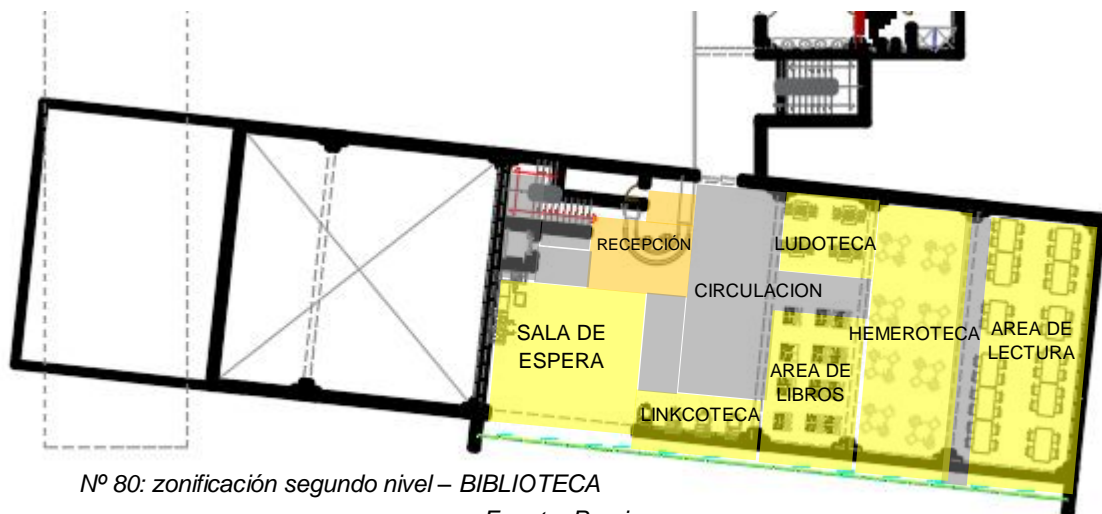 RECEPCIÓN
LUDOTECA
CIRCULACION
SALA DE
ESPERA
HEMEROTECA
AREA DE
LECTURA
AREA DE
LIBROS
LINKCOTECA
Nº 80: zonificación segundo nivel – BIBLIOTECA